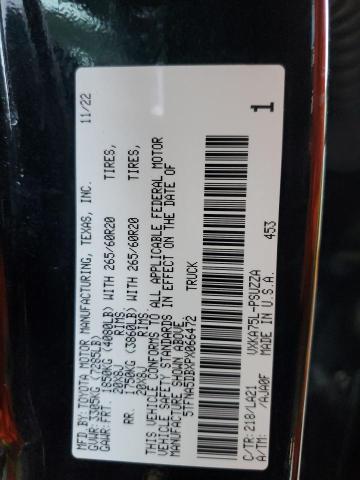 MFD.BY:TOYOTA MOTOR MANUFACTURING, TEXAS, INC. 11/22
GVWR: 3305KG (7285LB)
GAWR: FRT. 1850KG (4080LB) WITH 265/60R20 TIRES,
20X8J RIMS,
RR. 1750KG (3860LB) WITH 265/60R20 TIRES,
20X8J RIMS.
THIS VEHICLE CONFORMS TO ALL APPLICABLE FEDERAL MOTOR
VEHICLE SAFETY STANDARDS IN EFFECT ON THE DATE OF
MANUFACTURE SHOWN ABOVE.
5TFNA5DBXPX066472 TRUCK
1
453
C/TR: 218/LA21 VXKA75L-PSUZZA
A/TM: /AJA0F MADE IN U.S.A.